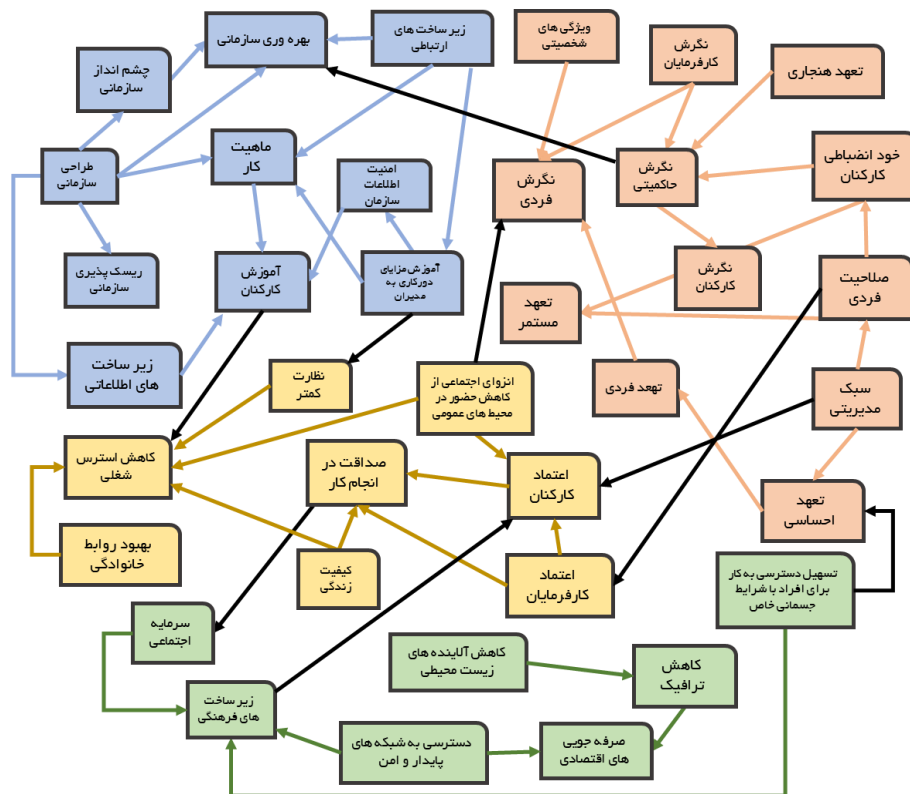 بهره وری سازمانی
زیر ساخت های
ارتباطی
ویژگی های
شخصیتی
نگرش
کارفرمایان
تعهد هنجاری
چشم انداز
سازمانی
ماهیت
کار
طراحی
سازمانی
امنیت
اطلاعات
سازمان
نگرش
فردی
نگرش
حاکمیتی
خود انضباطی
کارکنان
ریسک پذیری
سازمانی
آموزش
کارکنان
آموزش مزایای
دورکاری به
مدیران
نگرش
کارکنان
صلاحیت
فردی
تعهد
مستمر
زیر ساخت
های اطلاعاتی
نظارت
کمتر
انزوای اجتماعی از
کاهش حضور در
محیط های عمومی
تهعد فردی
سبک
مدیریتی
کاهش استرس
شغلی
صداقت در
انجام کار
اعتماد
کارکنان
تعهد
احساسی
بهبود روابط
خانوادگی
کیفیت
زندگی
اعتماد
کارفرمایان
تسهیل دسترسی به کار
برای افراد با شرایط
جسمانی خاص
سرمایه
اجتماعی
کاهش آلاینده های
زیست محیطی
کاهش
ترافیک
زیر ساخت
های فرهنگی
دسترسی به شبکه های
پایدار و امن
صرفه جویی
های اقتصادی